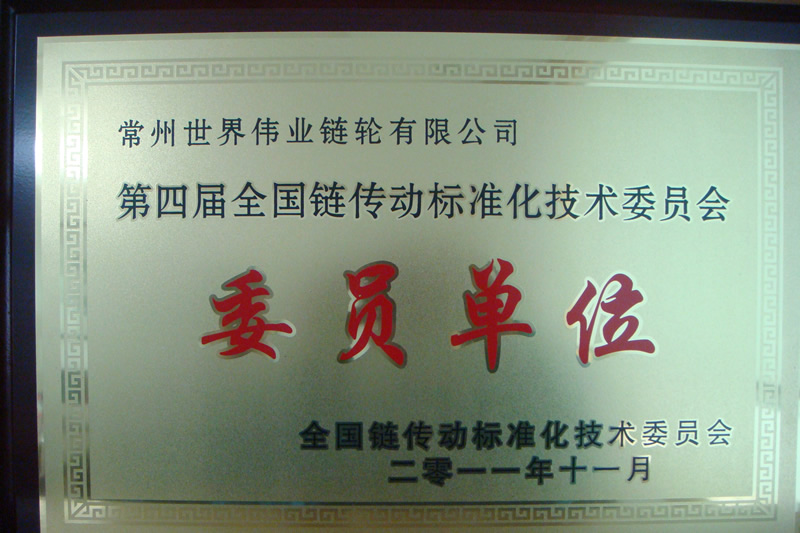 常州世界伟业链轮有限公司
第四届全国链传动标准化技术委员会
委员单位
全国链传动标准化技术委员会
二零一一年十一月